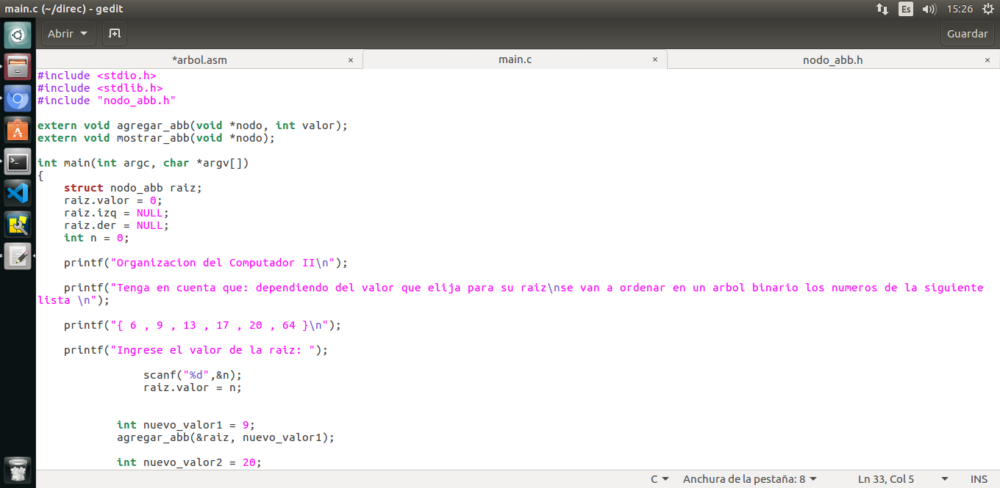 main.c (~/direc) - gedit
Es
15:26
Abrir
Guardar
*arbol.asm ×
main.c ×
nodo_abb.h ×
#include <stdio.h>
#include <stdlib.h>
#include "nodo_abb.h"
extern void agregar_abb(void *nodo, int valor);
extern void mostrar_abb(void *nodo);
int main(int argc, char *argv[])
{
    struct nodo_abb raiz;
    raiz.valor = 0;
    raiz.izq = NULL;
    raiz.der = NULL;
    int n = 0;
    printf("Organizacion del Computador II\n");
    printf("Tenga en cuenta que: dependiendo del valor que elija para su raiz\nse van a ordenar en un arbol binario los numeros de la siguiente
lista \n");
    printf("{ 6 , 9 , 13 , 17 , 20 , 64 }\n");
    printf("Ingrese el valor de la raiz: ");
                scanf("%d",&n);
                raiz.valor = n;
            int nuevo_valor1 = 9;
            agregar_abb(&raiz, nuevo_valor1);
            int nuevo_valor2 = 20;
C
Anchura de la pestaña: 8
Ln 33, Col 5
INS